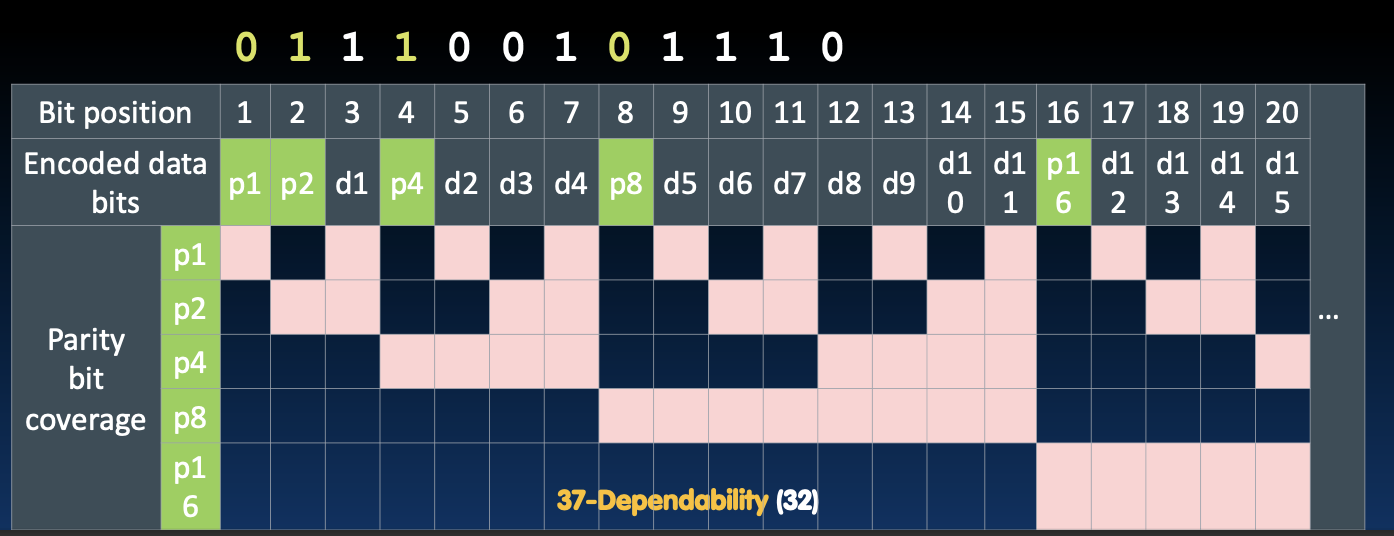 0 1 1 1 0 0 1 0 1 1 1 0
Bit position 1 2 3 4 5 6 7 8 9 10 11 12 13 14 15 16 17 18 19 20
Encoded data bits p1 p2 d1 p4 d2 d3 d4 p8 d5 d6 d7 d8 d9 d10 d11 p16 d12 d13 d14 d15
Parity bit coverage
p1
p2
...
p4
p8
p16
37-Dependability (32)